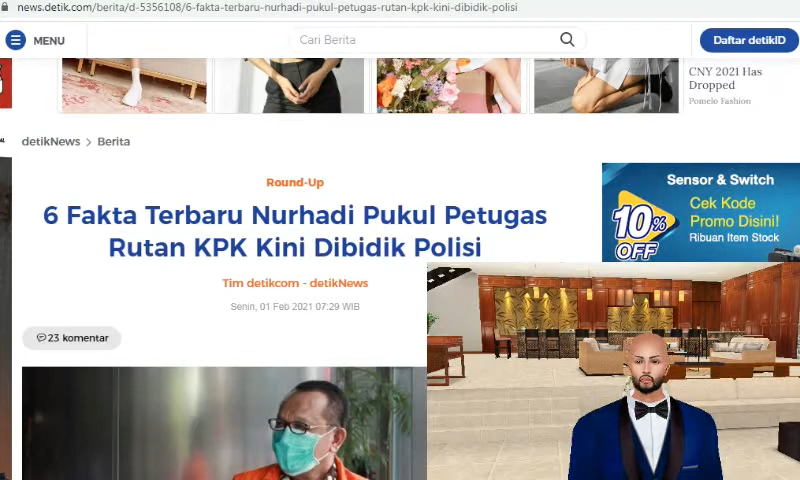 news.detik.com/berita/d-5356108/6-fakta-terbaru-nurhadi-pukul-petugas-rutan-kpk-kini-dibidik-polisi
MENU
Cari Berita
Daftar detikID
CNY 2021 Has
Dropped
Pomelo Fashion
detikNews > Berita
Round-Up
6 Fakta Terbaru Nurhadi Pukul Petugas
Rutan KPK Kini Dibidik Polisi
Tim detikcom - detikNews
Senin, 01 Feb 2021 07:29 WIB
23 komentar
Sensor & Switch
10%
OFF
Cek Kode
Promo Disini!
Ribuan Item Stock